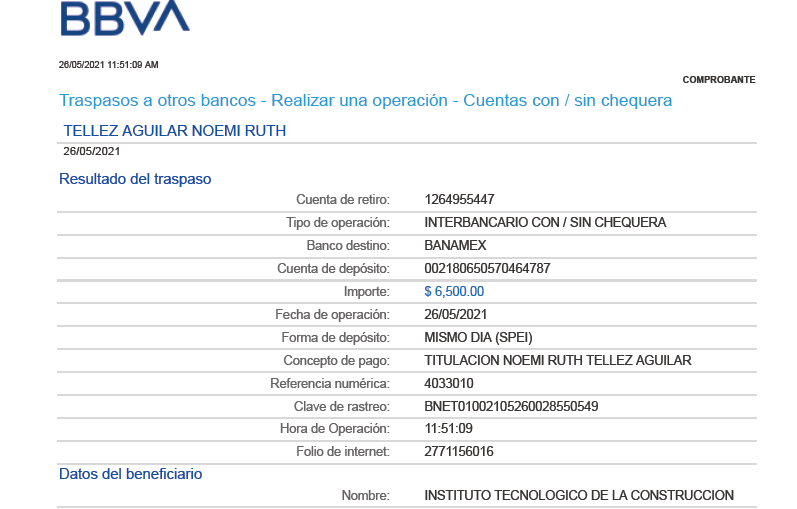 BBVA
26/05/2021 11:51:09 AM
COMPROBANTE
Traspasos a otros bancos - Realizar una operación - Cuentas con / sin chequera
TELLEZ AGUILAR NOEMI RUTH
26/05/2021
Resultado del traspaso
Cuenta de retiro: 1264955447
Tipo de operación: INTERBANCARIO CON / SIN CHEQUERA
Banco destino: BANAMEX
Cuenta de depósito: 002180650570464787
Importe: $ 6,500.00
Fecha de operación: 26/05/2021
Forma de depósito: MISMO DIA (SPEI)
Concepto de pago: TITULACION NOEMI RUTH TELLEZ AGUILAR
Referencia numérica: 4033010
Clave de rastreo: BNET01002105260028550549
Hora de Operación: 11:51:09
Folio de internet: 2771156016
Datos del beneficiario
Nombre: INSTITUTO TECNOLOGICO DE LA CONSTRUCCION